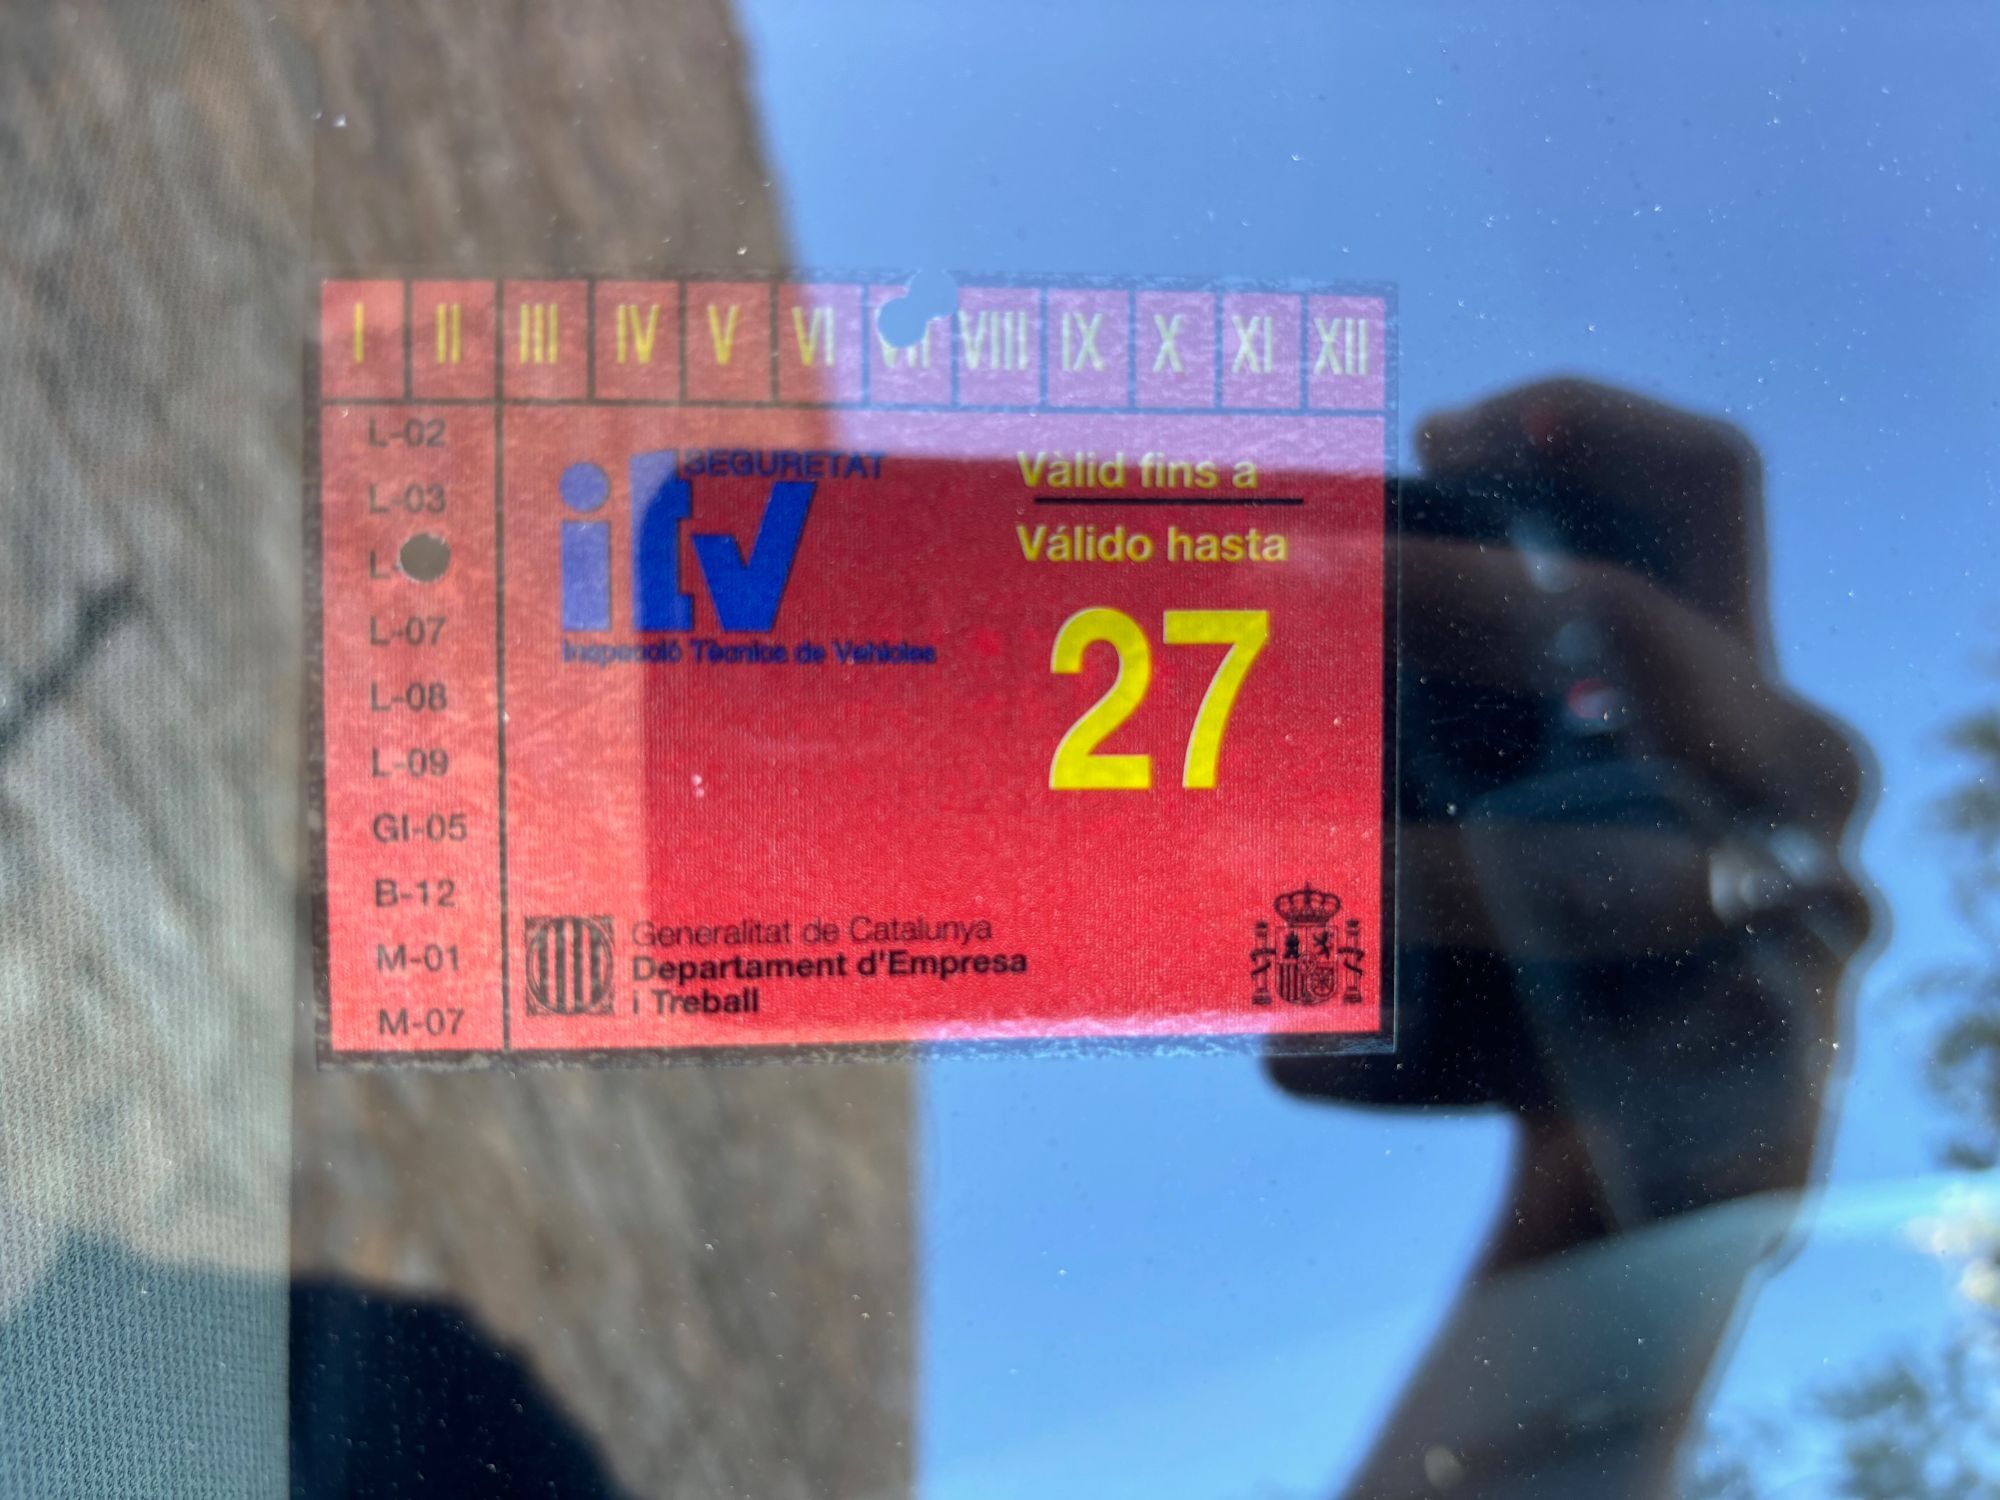 I II III IV V VI VII VIII IX X XI XII
L-02
L-03
L-
L-07
L-08
L-09
GI-05
B-12
M-01
M-07
SEGURETAT
itv
Inspecció Tècnica de Vehicles
Vàlid fins a
Válido hasta
27
Generalitat de Catalunya
Departament d'Empresa
i Treball